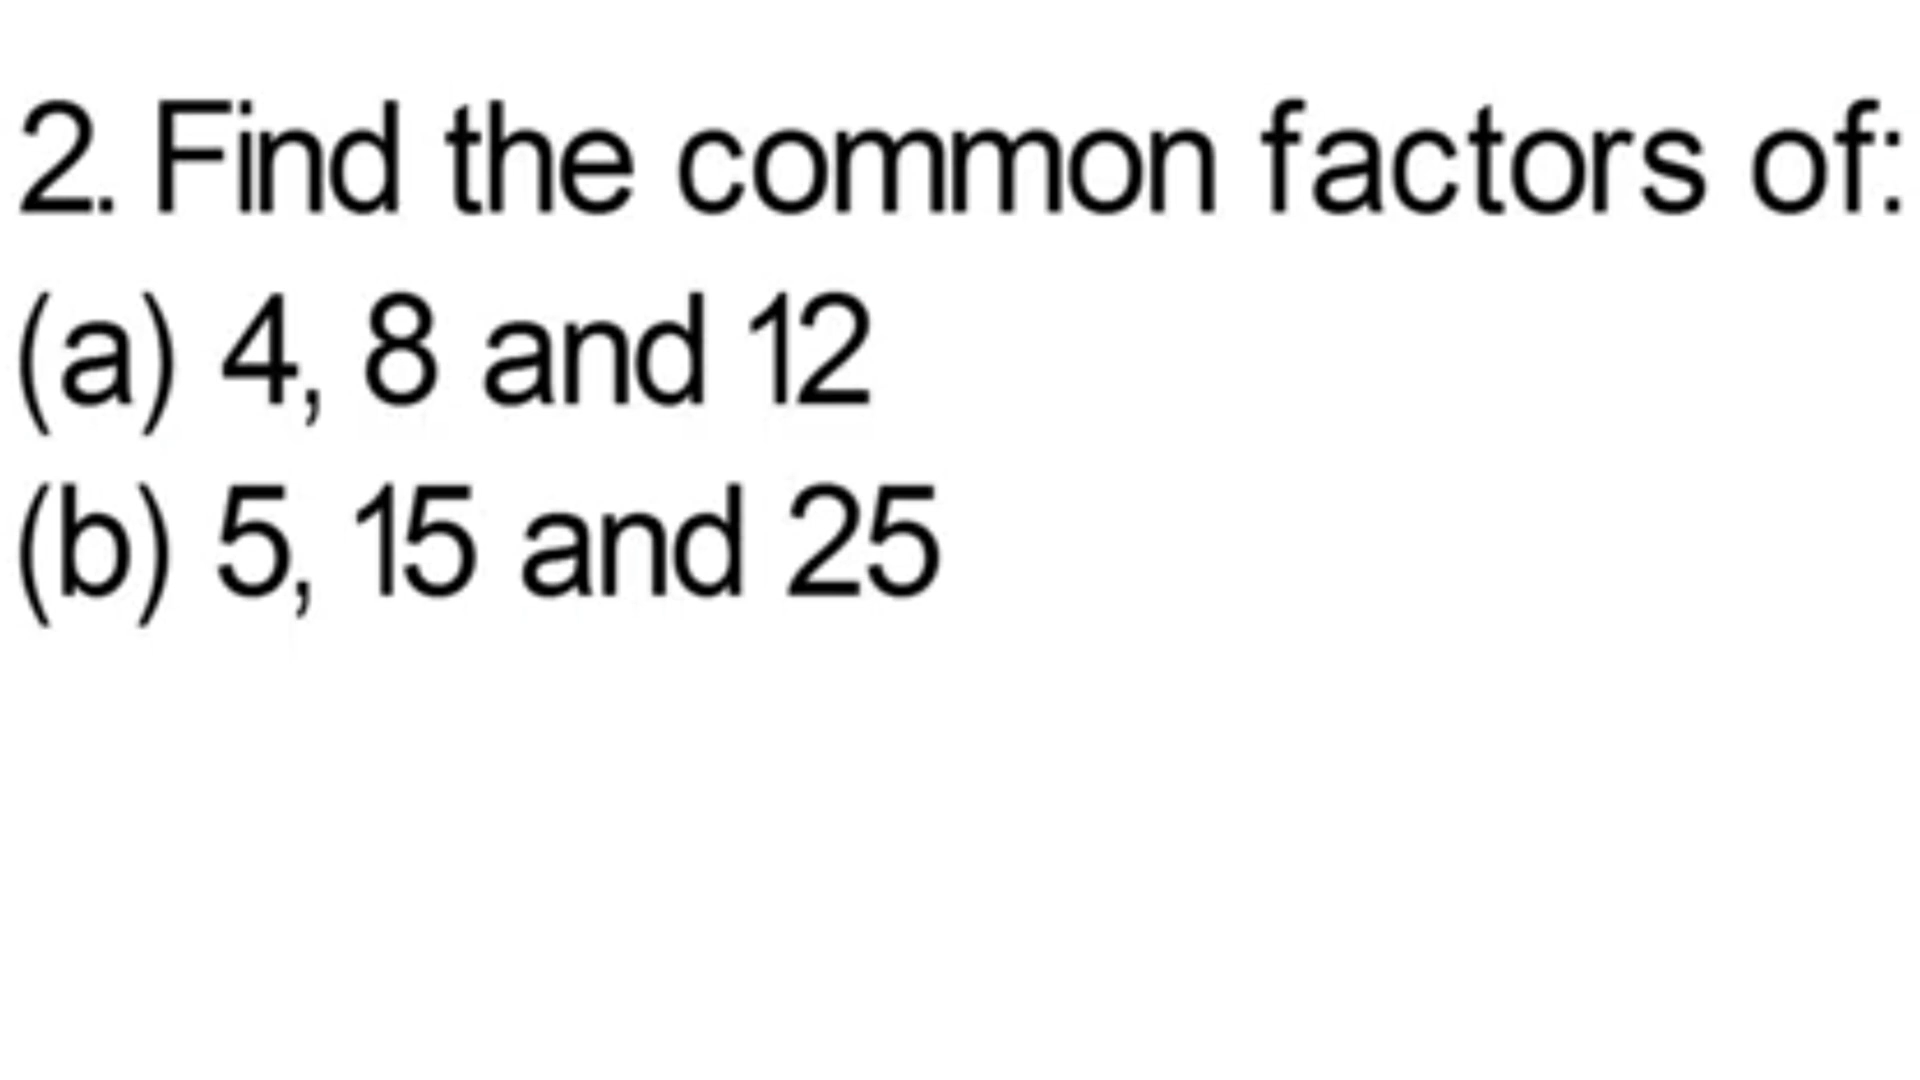 2. Find the common factors of:
(a) 4, 8 and 12
(b) 5, 15 and 25